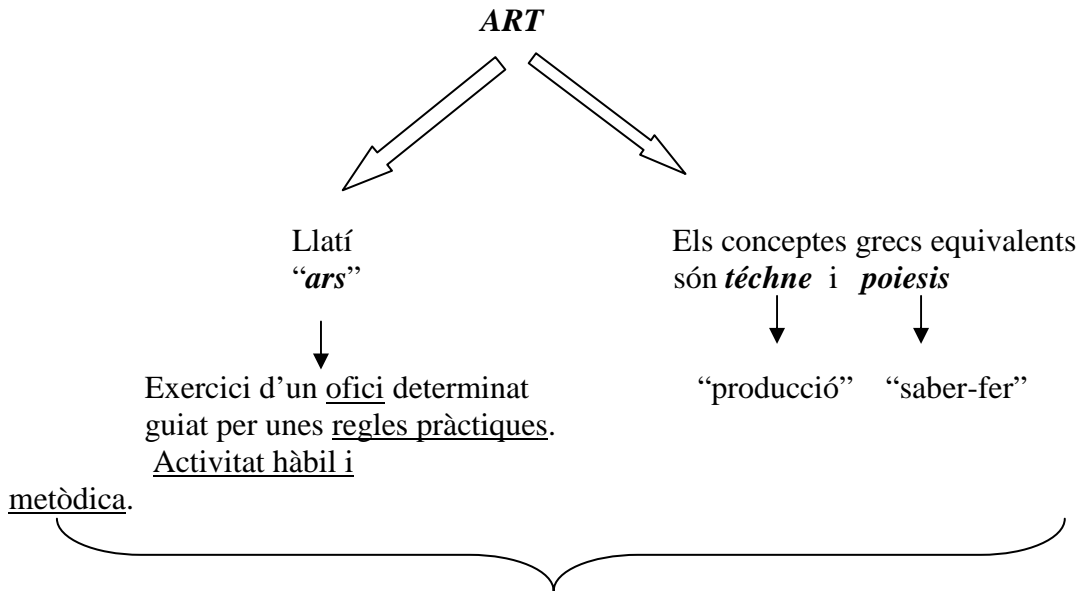 ART
Llatí
“ars”
Els conceptes grecs equivalents
són téchne i poiesis
Exercici d’un ofici determinat
guiat per unes regles pràctiques.
Activitat hàbil i
metòdica.
“producció” “saber-fer”